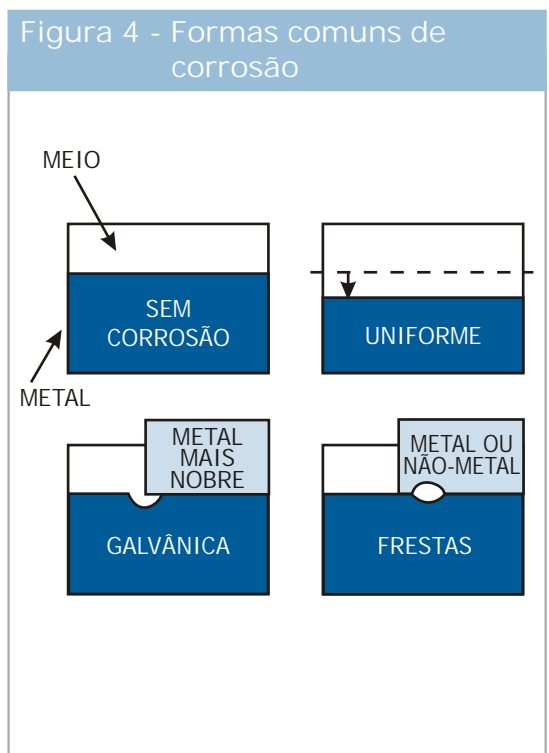 Figura 4 - Formas comuns de
corrosão
MEIO
SEM
CORROSÃO
UNIFORME
METAL
METAL
MAIS
NOBRE
GALVÂNICA
METAL OU
NÃO-METAL
FRESTAS